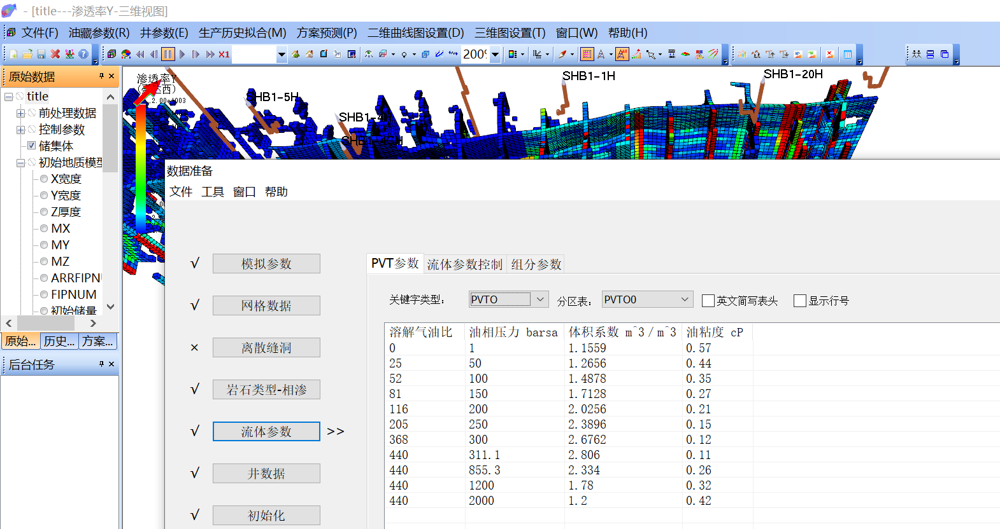 - [title---渗透率Y-三维视图]
文件(F) 油藏参数(R) 井参数(E) 生产历史拟合(M) 方案预测(P) 二维曲线图设置(D) 三维图设置(T) 窗口(W) 帮助(H)
X1 200%
原始数据
title
前处理数据
控制参数
储集体
初始地质模型
X宽度
Y宽度
Z厚度
MX
MY
MZ
ARRFIPN
FIPNUM
初始储量
原始... 历史... 方案...
后台任务
渗透率Y
2.00e+003
SHB1-5H
SHB1-4
SHB1-1H
SHB1-20H
数据准备
文件 工具 窗口 帮助
√ 模拟参数
√ 网格数据
× 离散缝洞
√ 岩石类型-相渗
√ 流体参数 >>
√ 井数据
√ 初始化
PVT参数 流体参数控制 组分参数
关键字类型: PVTO 分区表: PVTO0 英文简写表头 显示行号
溶解气油比 油相压力 barsa 体积系数 m^3/m^3 油粘度 cP
0 1 1.1559 0.57
25 50 1.2656 0.44
52 100 1.4878 0.35
81 150 1.7128 0.27
116 200 2.0256 0.21
205 250 2.3896 0.15
368 300 2.6762 0.12
440 311.1 2.806 0.11
440 855.3 2.334 0.26
440 1200 1.78 0.32
440 2000 1.2 0.42